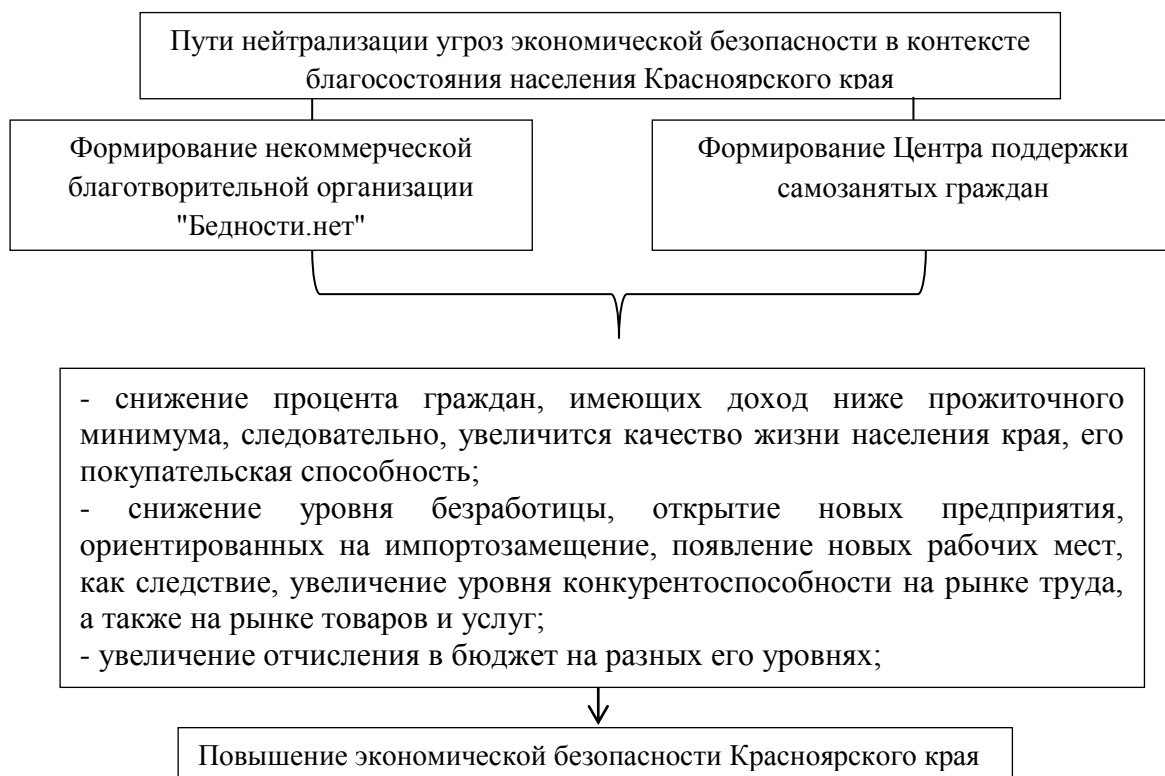 Пути нейтрализации угроз экономической безопасности в контексте
благосостояния населения Красноярского края
Формирование некоммерческой
благотворительной организации
"Бедности.нет"
Формирование Центра поддержки
самозанятых граждан
- снижение процента граждан, имеющих доход ниже прожиточного
минимума, следовательно, увеличится качество жизни населения края, его
покупательская способность;
- снижение уровня безработицы, открытие новых предприятия,
ориентированных на импортозамещение, появление новых рабочих мест,
как следствие, увеличение уровня конкурентоспособности на рынке труда,
а также на рынке товаров и услуг;
- увеличение отчисления в бюджет на разных его уровнях;
Повышение экономической безопасности Красноярского края